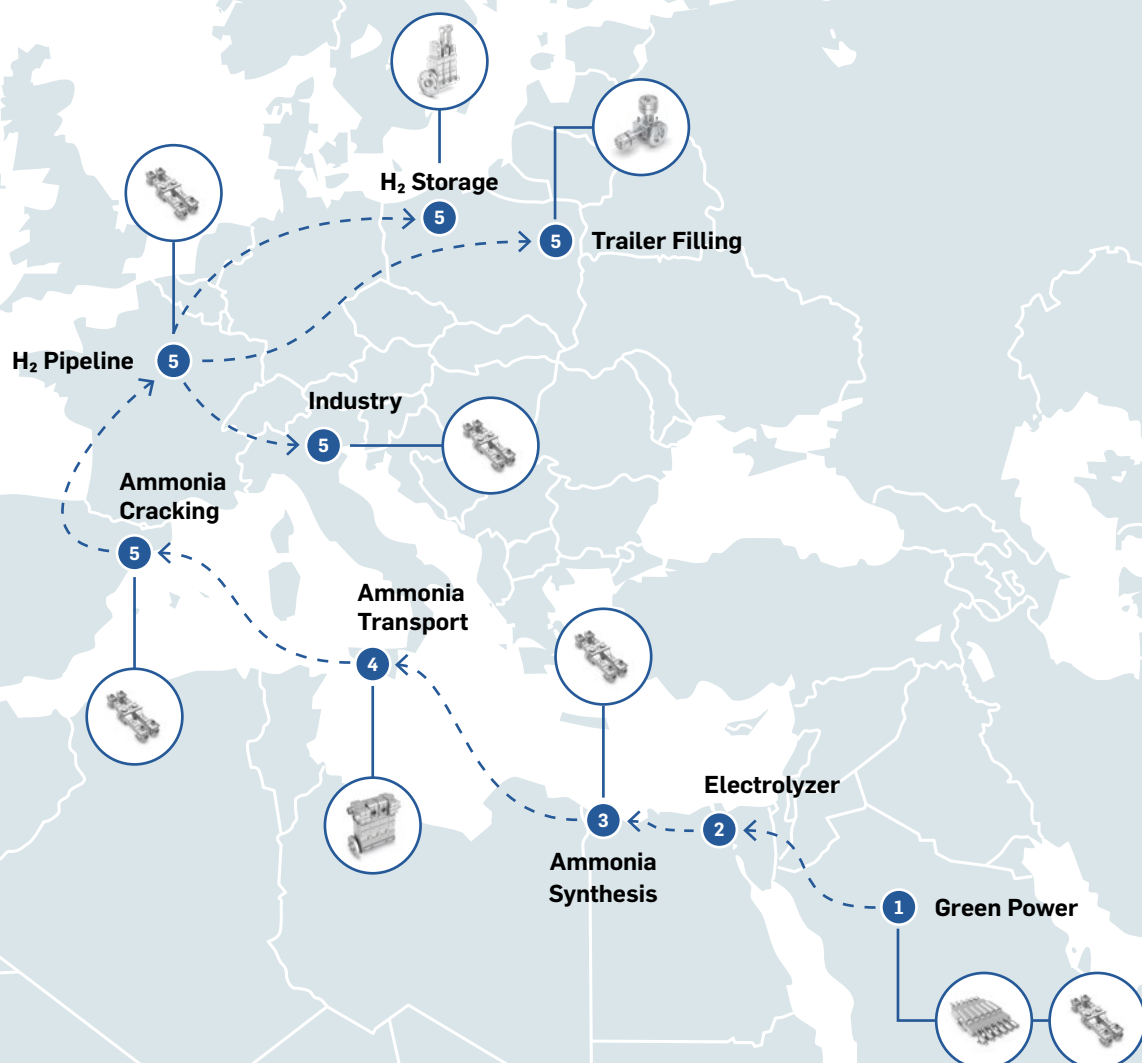 H₂ Storage
5
5
Trailer Filling
H₂ Pipeline
5
Industry
5
Ammonia
Cracking
5
Ammonia
Transport
4
Electrolyzer
3
2
Ammonia
Synthesis
1
Green Power